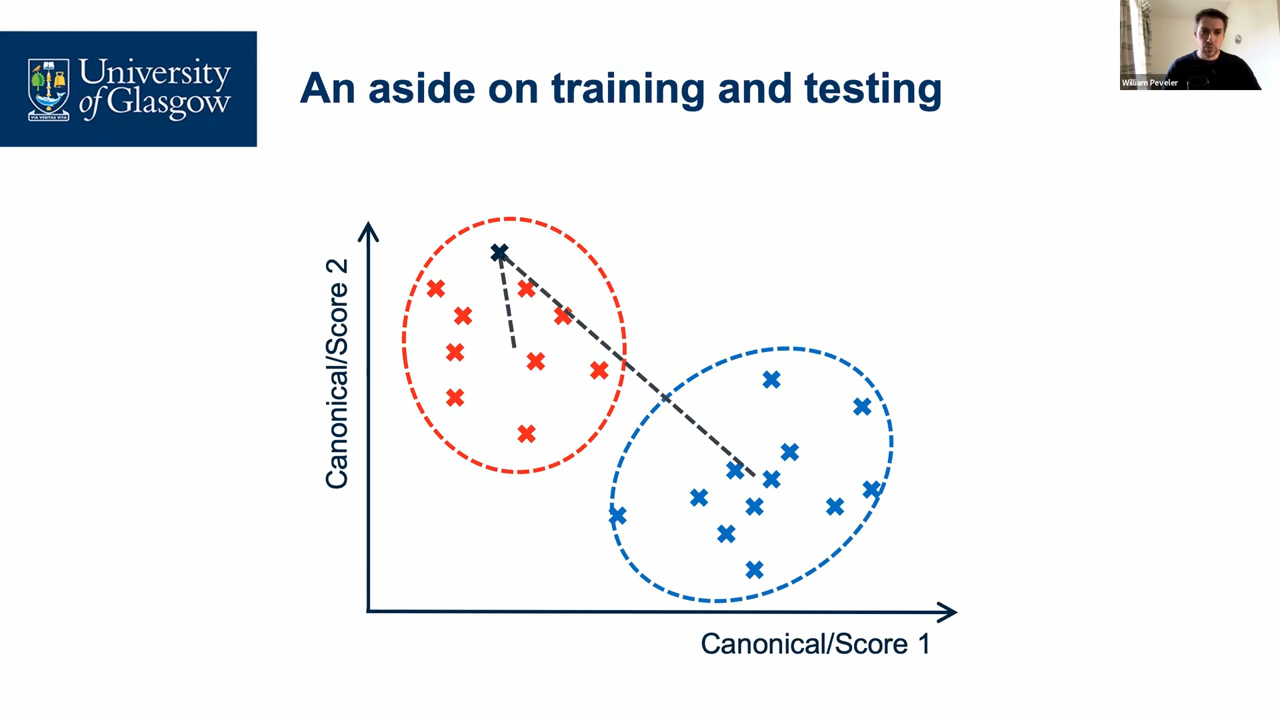 University
of Glasgow
VIA VERITAS VITA
An aside on training and testing
William Peveler
Canonical/Score 2
Canonical/Score 1